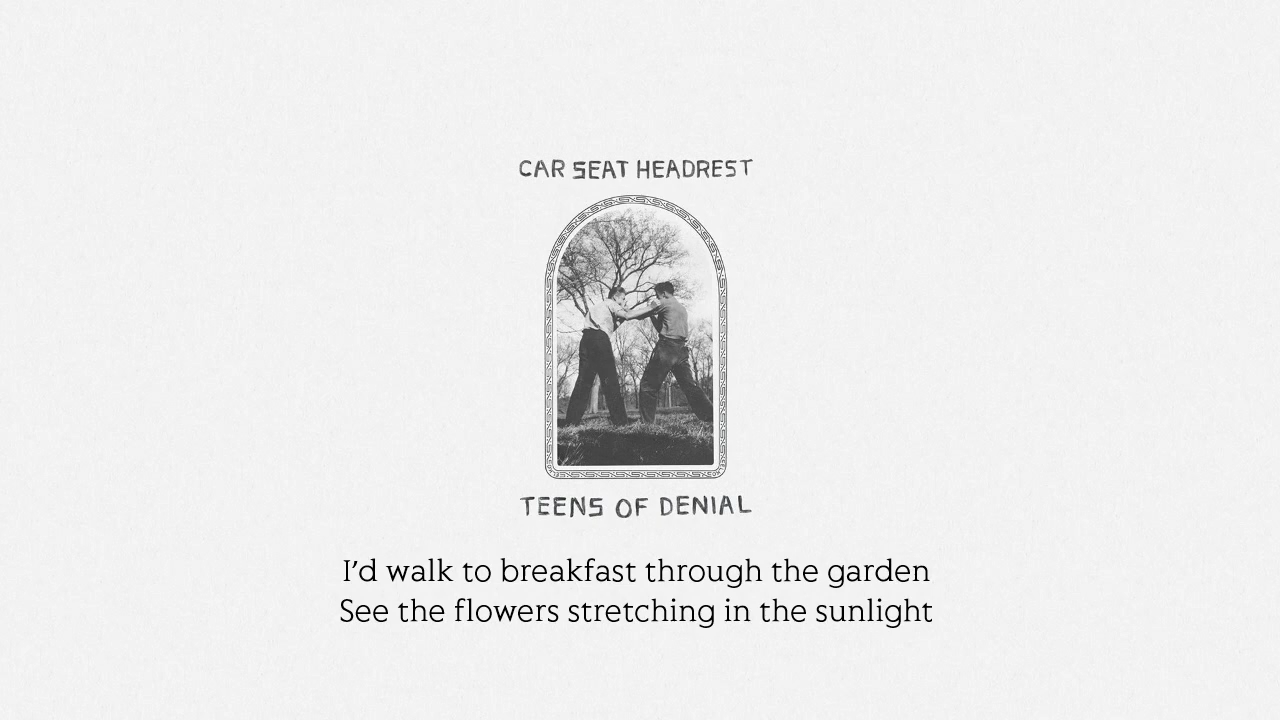 CAR SEAT HEADREST
TEENS OF DENIAL
I'd walk to breakfast through the garden
See the flowers stretching in the sunlight